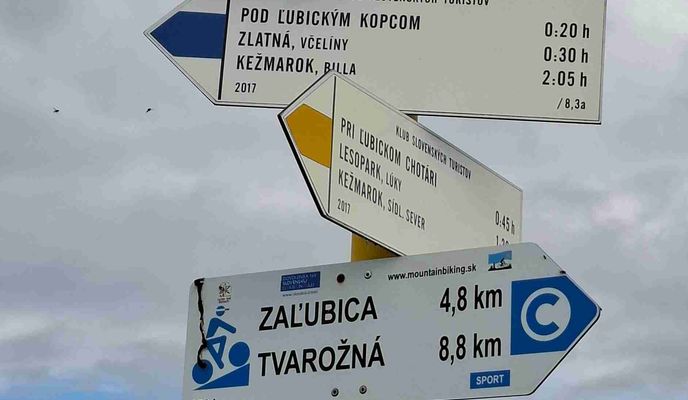 SLOVENSKÝCH TURISTOV
POD ĽUBICKÝM KOPCOM 0:20 h
ZLATNÁ, VČELÍNY 0:30 h
KEŽMAROK, BILLA 2:05 h
2017 /8,3a
KLUB SLOVENSKÝCH TURISTOV
PRI ĽUBICKOM CHOTÁRI
LESOPARK, LÚKY 0:45 h
KEŽMAROK, SÍDL. SEVER
2017
www.mountainbiking.sk
ZAĽUBICA 4,8 km
TVAROŽNÁ 8,8 km
C
SPORT